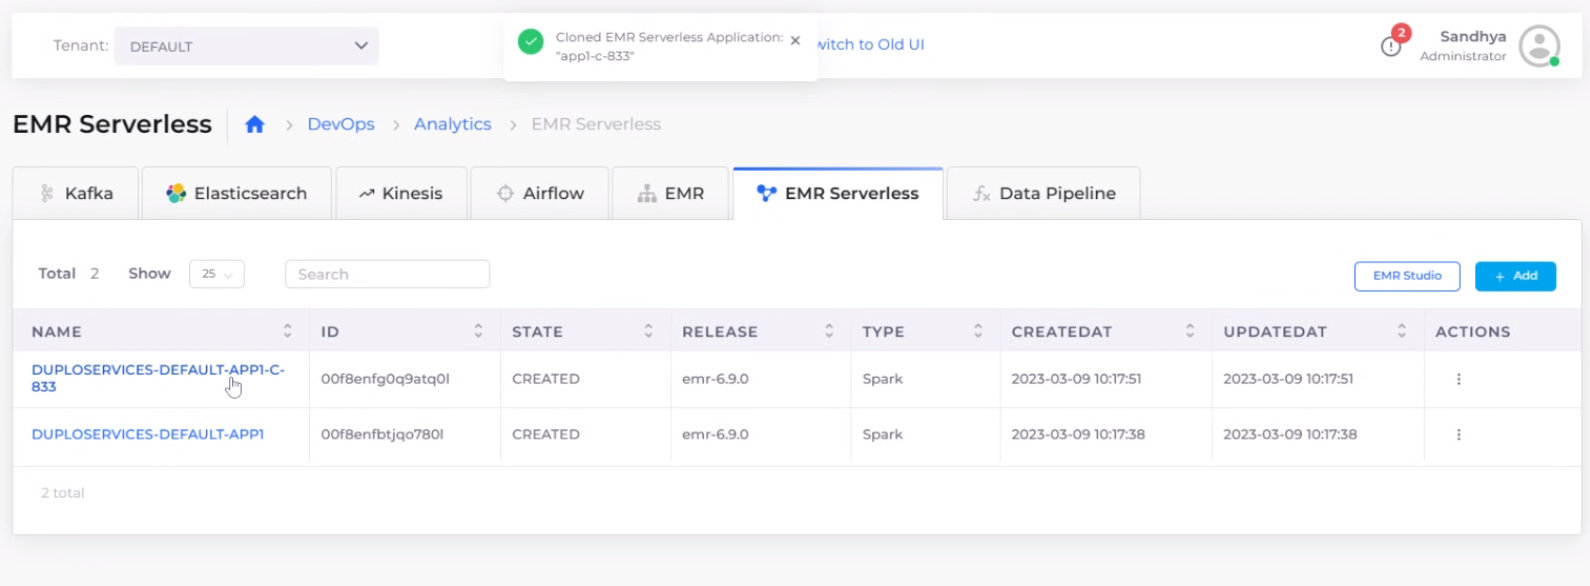 Tenant: DEFAULT
Cloned EMR Serverless Application:
"app1-c-833"
witch to Old UI
2
Sandhya
Administrator
EMR Serverless
DevOps > Analytics > EMR Serverless
Kafka Elasticsearch Kinesis Airflow EMR EMR Serverless fx Data Pipeline
Total 2 Show 25 Search EMR Studio + Add
NAME ID STATE RELEASE TYPE CREATEDAT UPDATEDAT ACTIONS
DUPLOSERVICES-DEFAULT-APP1-C-
833
00f8enfg0q9atq0l CREATED emr-6.9.0 Spark 2023-03-09 10:17:51 2023-03-09 10:17:51
DUPLOSERVICES-DEFAULT-APP1 00f8enfbtjqo780l CREATED emr-6.9.0 Spark 2023-03-09 10:17:38 2023-03-09 10:17:38
2 total